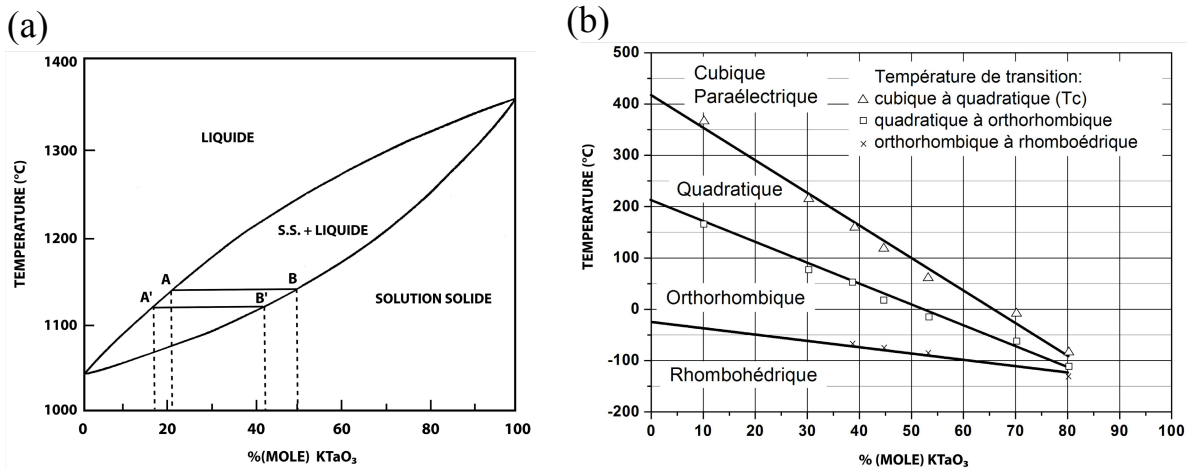 (a)
1400
1300
1200
1100
1000
TEMPERATURE (°C)
LIQUIDE
S.S. + LIQUIDE
SOLUTION SOLIDE
A
B
A'
B'
0
20
40
60
80
100
%(MOLE) KTaO₃
(b)
500
400
300
200
100
0
-100
-200
TEMPERATURE (°C)
Cubique
Paraélectrique
Température de transition:
cubique à quadratique (Tc)
quadratique à orthorhombique
orthorhombique à rhomboédrique
Quadratique
Orthorhombique
Rhombohédrique
0 10 20 30 40 50 60 70 80 90 100
% (MOLE) KTaO₃